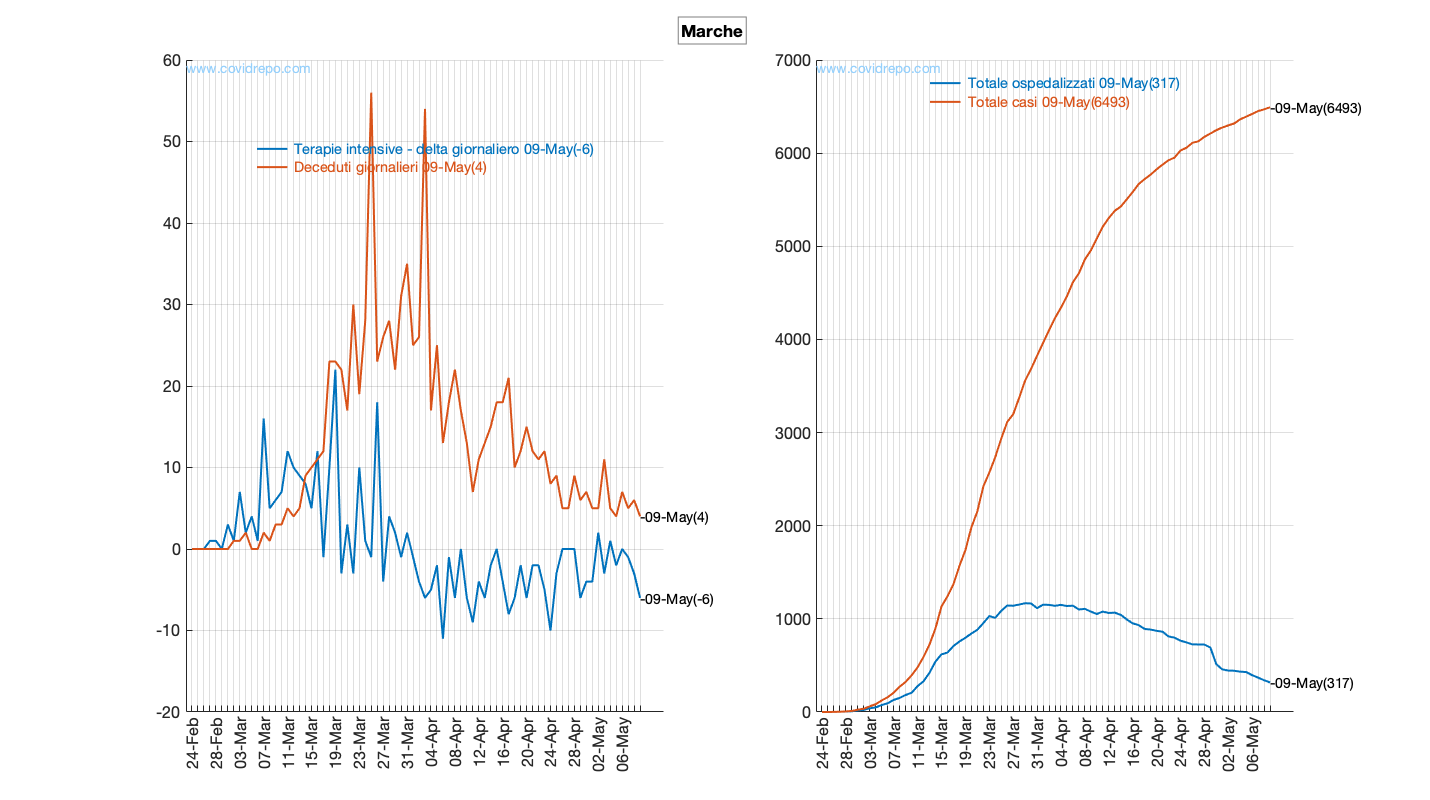 Marche
www.covidrepo.com
Terapie intensive - delta giornaliero 09-May(-6)
Deceduti giornalieri 09-May(4)
60
50
40
30
20
10
0
-10
-20
-09-May(4)
-09-May(-6)
24-Feb
28-Feb
03-Mar
07-Mar
11-Mar
15-Mar
19-Mar
23-Mar
27-Mar
31-Mar
04-Apr
08-Apr
12-Apr
16-Apr
20-Apr
24-Apr
28-Apr
02-May
06-May
www.covidrepo.com
Totale ospedalizzati 09-May(317)
Totale casi 09-May(6493)
7000
6000
5000
4000
3000
2000
1000
0
-09-May(6493)
-09-May(317)
24-Feb
28-Feb
03-Mar
07-Mar
11-Mar
15-Mar
19-Mar
23-Mar
27-Mar
31-Mar
04-Apr
08-Apr
12-Apr
16-Apr
20-Apr
24-Apr
28-Apr
02-May
06-May